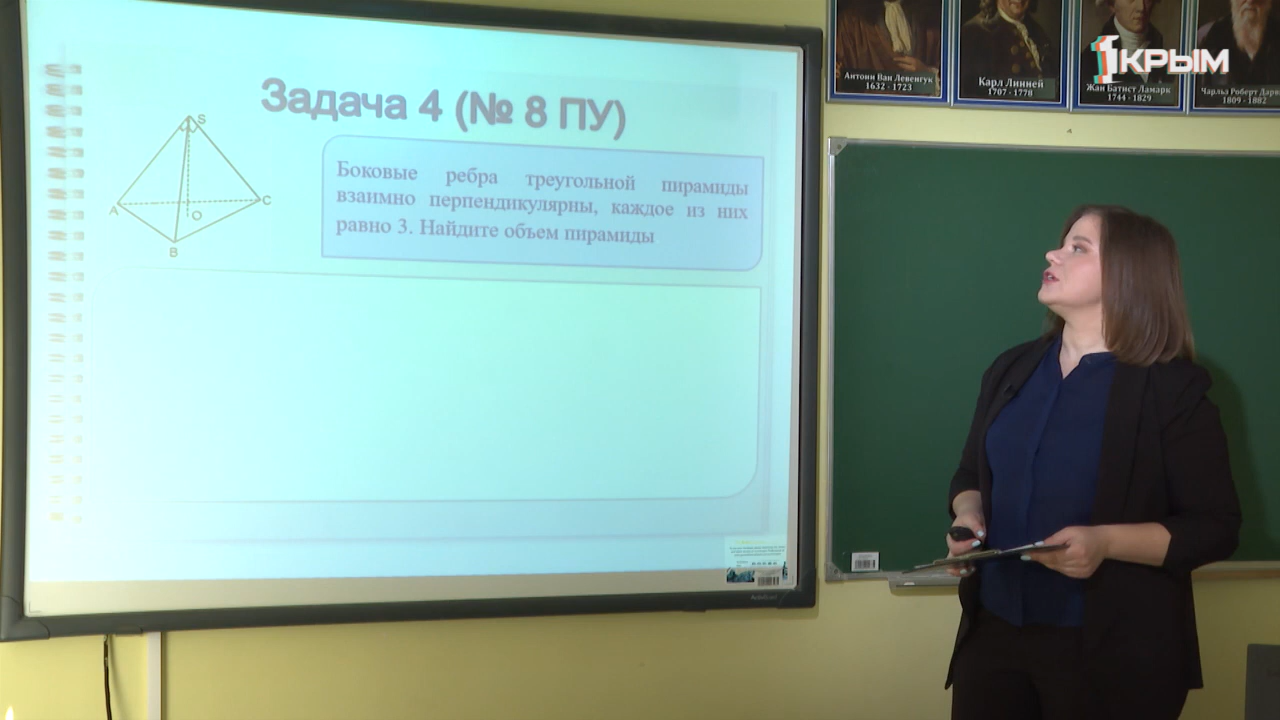 Задача 4 (№ 8 ПУ)
S
A
C
O
B
Боковые ребра треугольной пирамиды
взаимно перпендикулярны, каждое из них
равно 3. Найдите объем пирамиды
Антони Ван Левенгук
1632 - 1723
Карл Линней
1707 - 1778
Жан Батист Ламарк
1744 - 1829
Чарльз Роберт
1809 - 1882
1КРЫМ